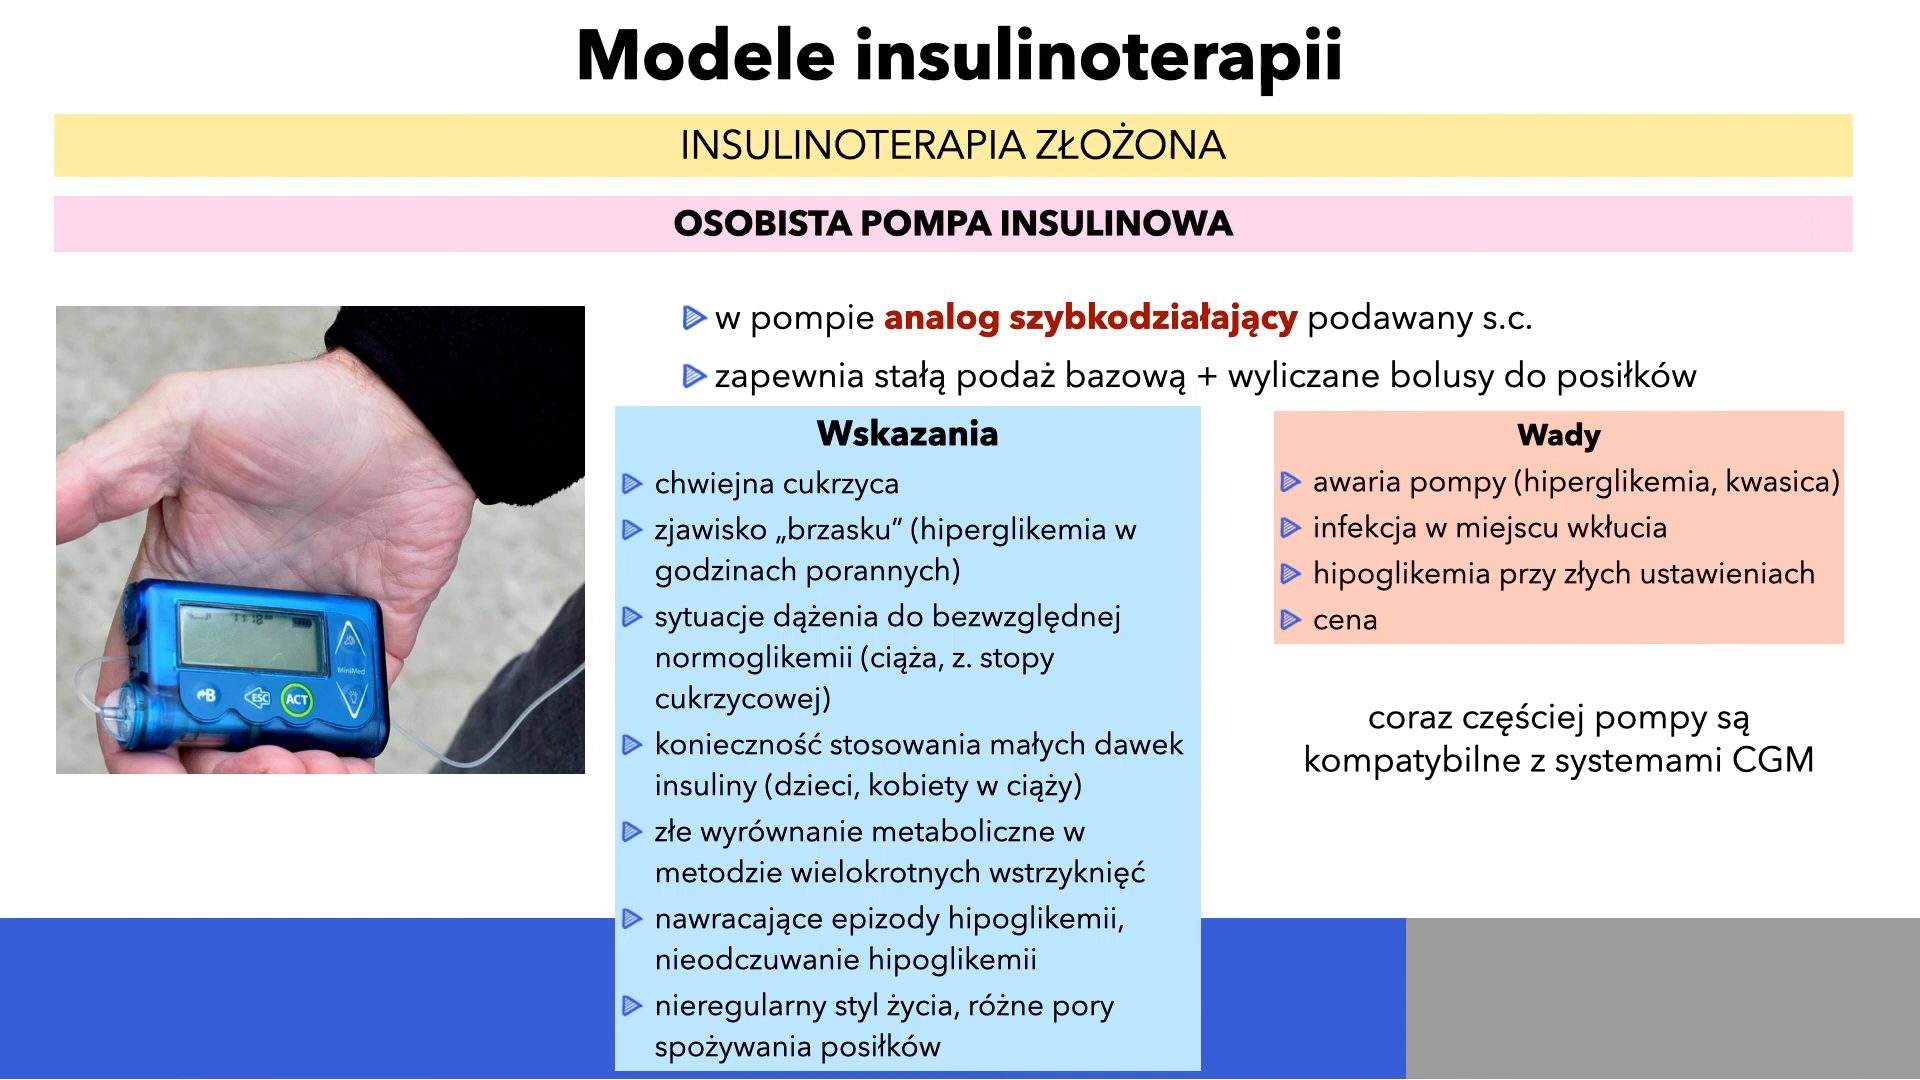 Modele insulinoterapii
INSULINOTERAPIA ZŁOŻONA
OSOBISTA POMPA INSULINOWA
w pompie analog szybkodziałający podawany s.c.
zapewnia stałą podaż bazową + wyliczane bolusy do posiłków
Wskazania
chwiejna cukrzyca
zjawisko „brzasku” (hiperglikemia w
godzinach porannych)
sytuacje dążenia do bezwzględnej
normoglikemii (ciąża, z. stopy
cukrzycowej)
konieczność stosowania małych dawek
insuliny (dzieci, kobiety w ciąży)
złe wyrównanie metaboliczne w
metodzie wielokrotnych wstrzyknięć
nawracające epizody hipoglikemii,
nieodczuwanie hipoglikemii
nieregularny styl życia, różne pory
spożywania posiłków
Wady
awaria pompy (hiperglikemia, kwasica)
infekcja w miejscu wkłucia
hipoglikemia przy złych ustawieniach
cena
coraz częściej pompy są
kompatybilne z systemami CGM
MiniMed
B
ESC
ACT